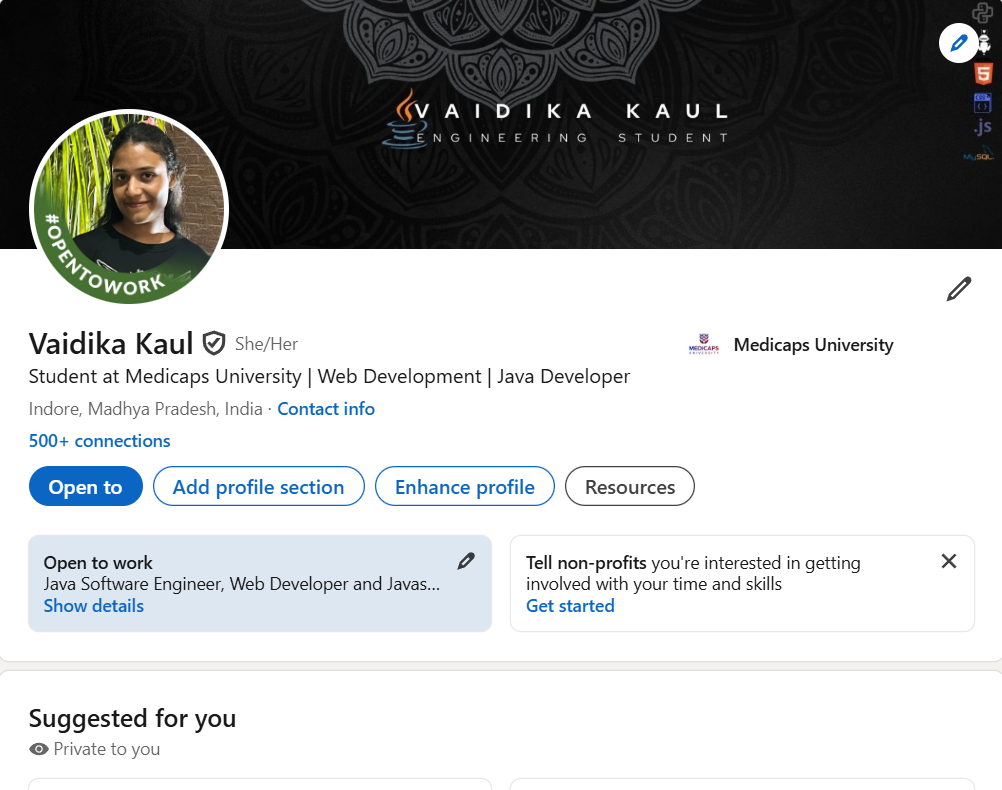 VAIDIKA KAUL
ENGINEERING STUDENT
5
.js
MySQL
#OPENTOWORK
Vaidika Kaul She/Her
MEDICAPS
UNIVERSITY
Medicaps University
Student at Medicaps University | Web Development | Java Developer
Indore, Madhya Pradesh, India · Contact info
500+ connections
Open to
Add profile section
Enhance profile
Resources
Open to work
Java Software Engineer, Web Developer and Javas...
Show details
Tell non-profits you're interested in getting
involved with your time and skills
Get started
Suggested for you
Private to you